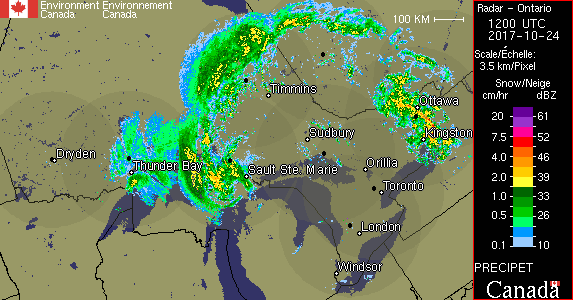 Environment Environnement
Canada Canada
100 KM
Timmins
Ottawa
Sudbury
Kingston
Dryden
Thunder Bay
Sault Ste. Marie
Orillia
Toronto
London
Windsor
Radar - Ontario
1200 UTC
2017-10-24
Scale/Échelle:
3.5 km/Pixel
Snow/Neige
cm/hr dBZ
20 61
7.5 52
4.0 46
2.0 39
1.0 33
0.5 26
0.1 10
PRECIPET
Canada